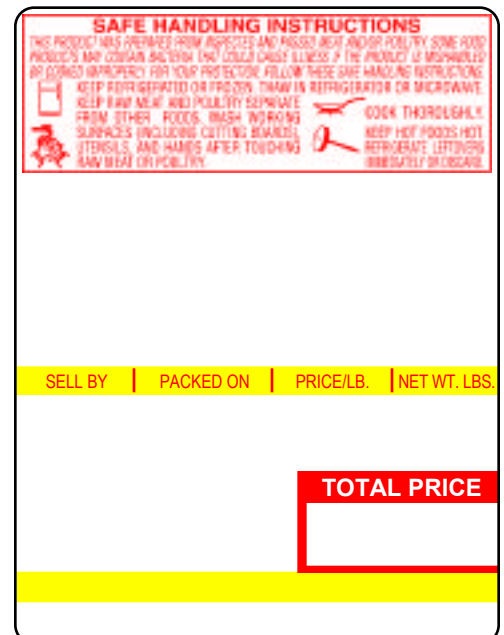 SAFE HANDLING INSTRUCTIONS
THIS PRODUCT WAS PREPARED FROM INSPECTED AND PASSED MEAT AND/OR POULTRY. SOME FOOD
PRODUCTS MAY CONTAIN BACTERIA THAT COULD CAUSE ILLNESS IF THE PRODUCT IS MISHANDLED
OR COOKED IMPROPERLY. FOR YOUR PROTECTION, FOLLOW THESE SAFE HANDLING INSTRUCTIONS.
KEEP REFRIGERATED OR FROZEN. THAW IN REFRIGERATOR OR MICROWAVE.
KEEP RAW MEAT AND POULTRY SEPARATE
FROM OTHER FOODS. WASH WORKING
SURFACES (INCLUDING CUTTING BOARDS),
UTENSILS, AND HANDS AFTER TOUCHING
RAW MEAT OR POULTRY.
COOK THOROUGHLY.
KEEP HOT FOODS HOT.
REFRIGERATE LEFTOVERS
IMMEDIATELY OR DISCARD.
SELL BY PACKED ON PRICE/LB. NET WT. LBS.
TOTAL PRICE